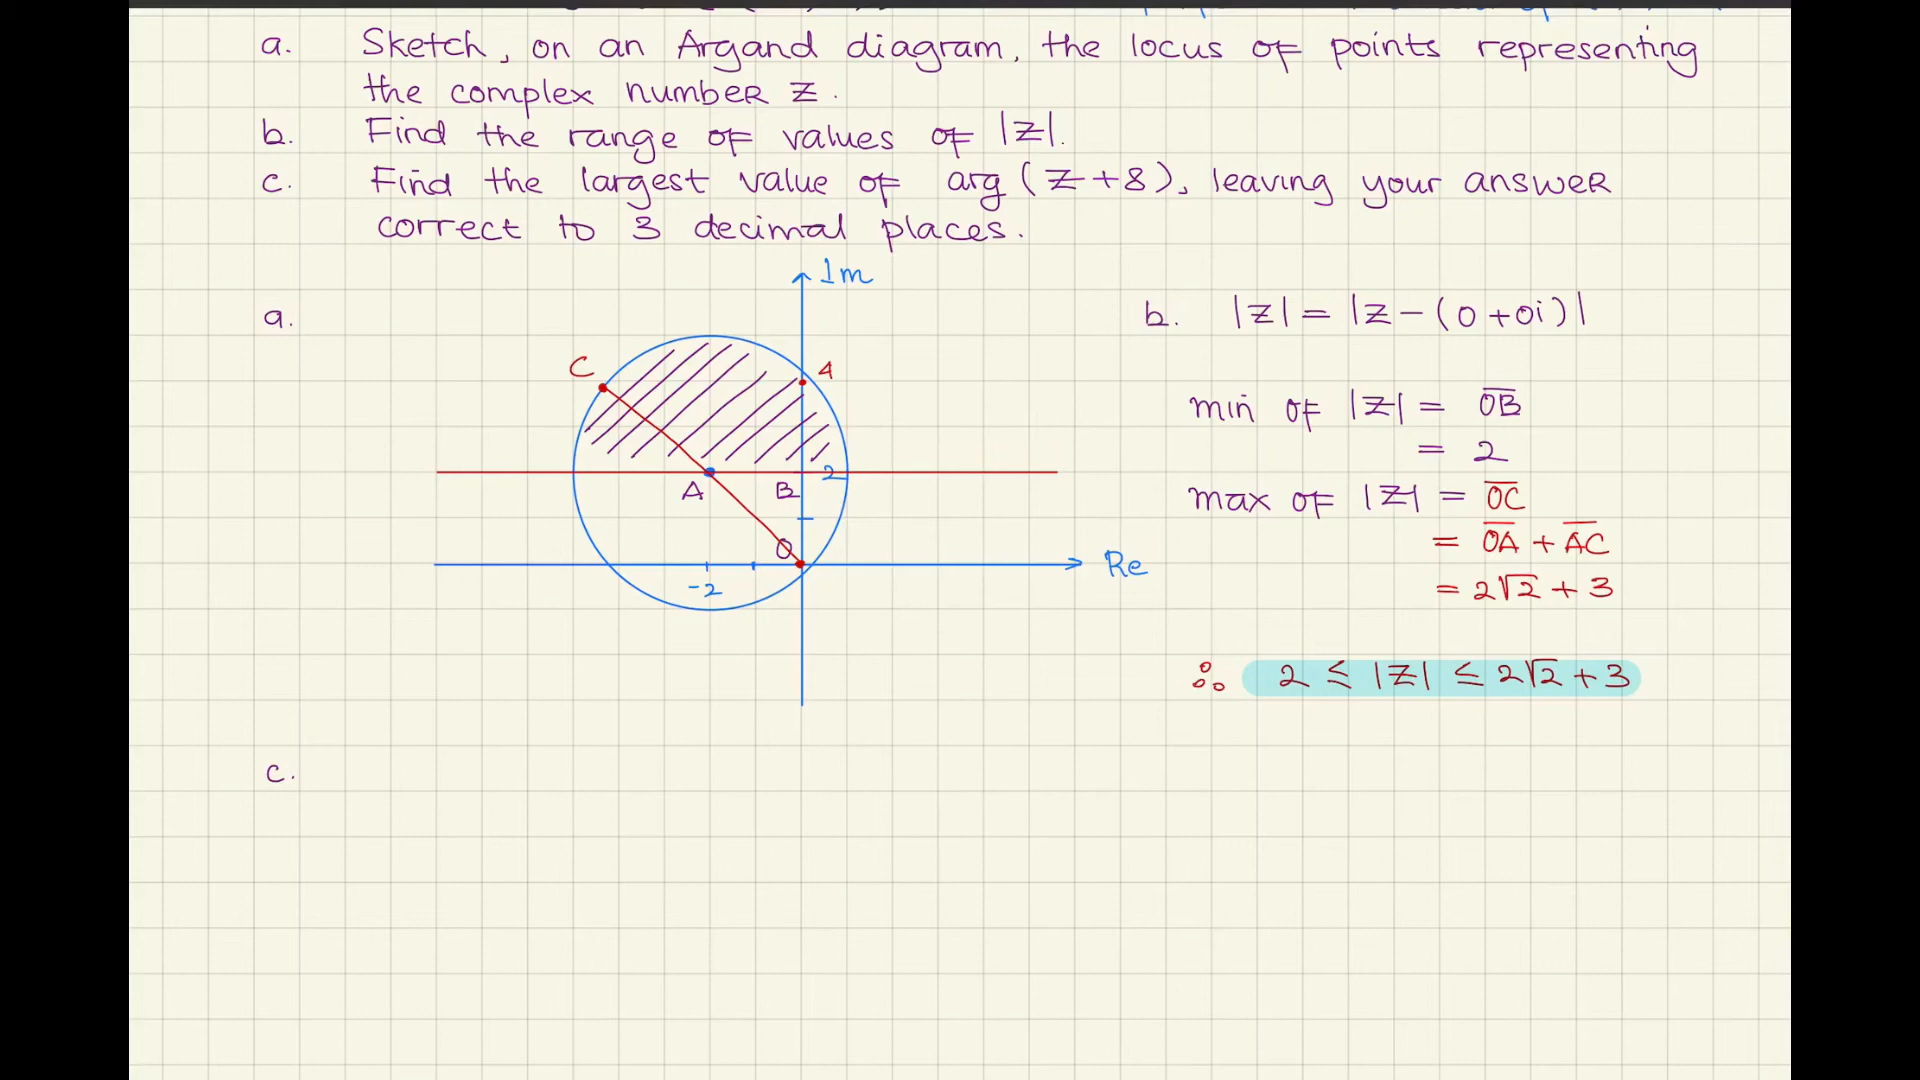 a. Sketch, on an Argand diagram, the locus of points representing
the complex number z.
b. Find the range of values of |z|.
c. Find the largest value of arg (z+8), leaving your answer
correct to 3 decimal places.
a.
Im
C
4
A
B
2
O
-2
Re
b. |z| = |z-(0+0i)|
min of |z| = OB
= 2
max of |z| = OC
= OA + AC
= 2√2 + 3
∴ 2 ≤ |z| ≤ 2√2 + 3
c.